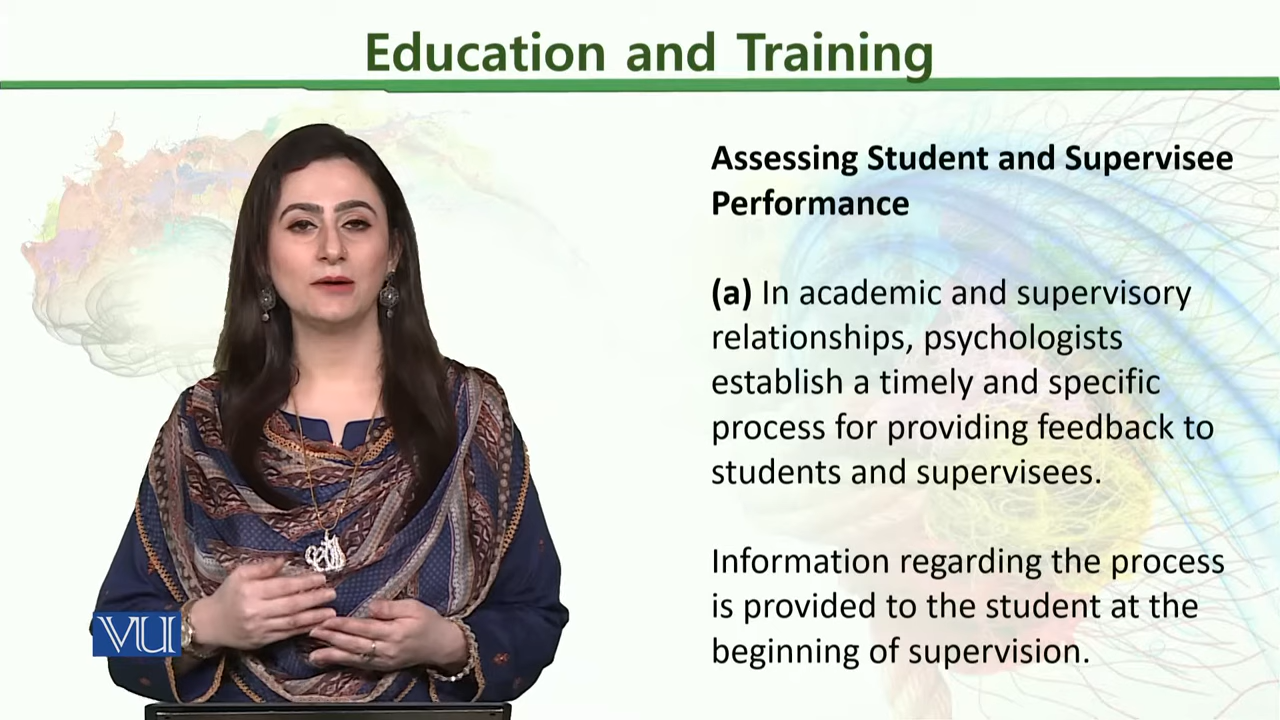 Education and Training
Assessing Student and Supervisee
Performance
(a) In academic and supervisory
relationships, psychologists
establish a timely and specific
process for providing feedback to
students and supervisees.
Information regarding the process
is provided to the student at the
beginning of supervision.
VU